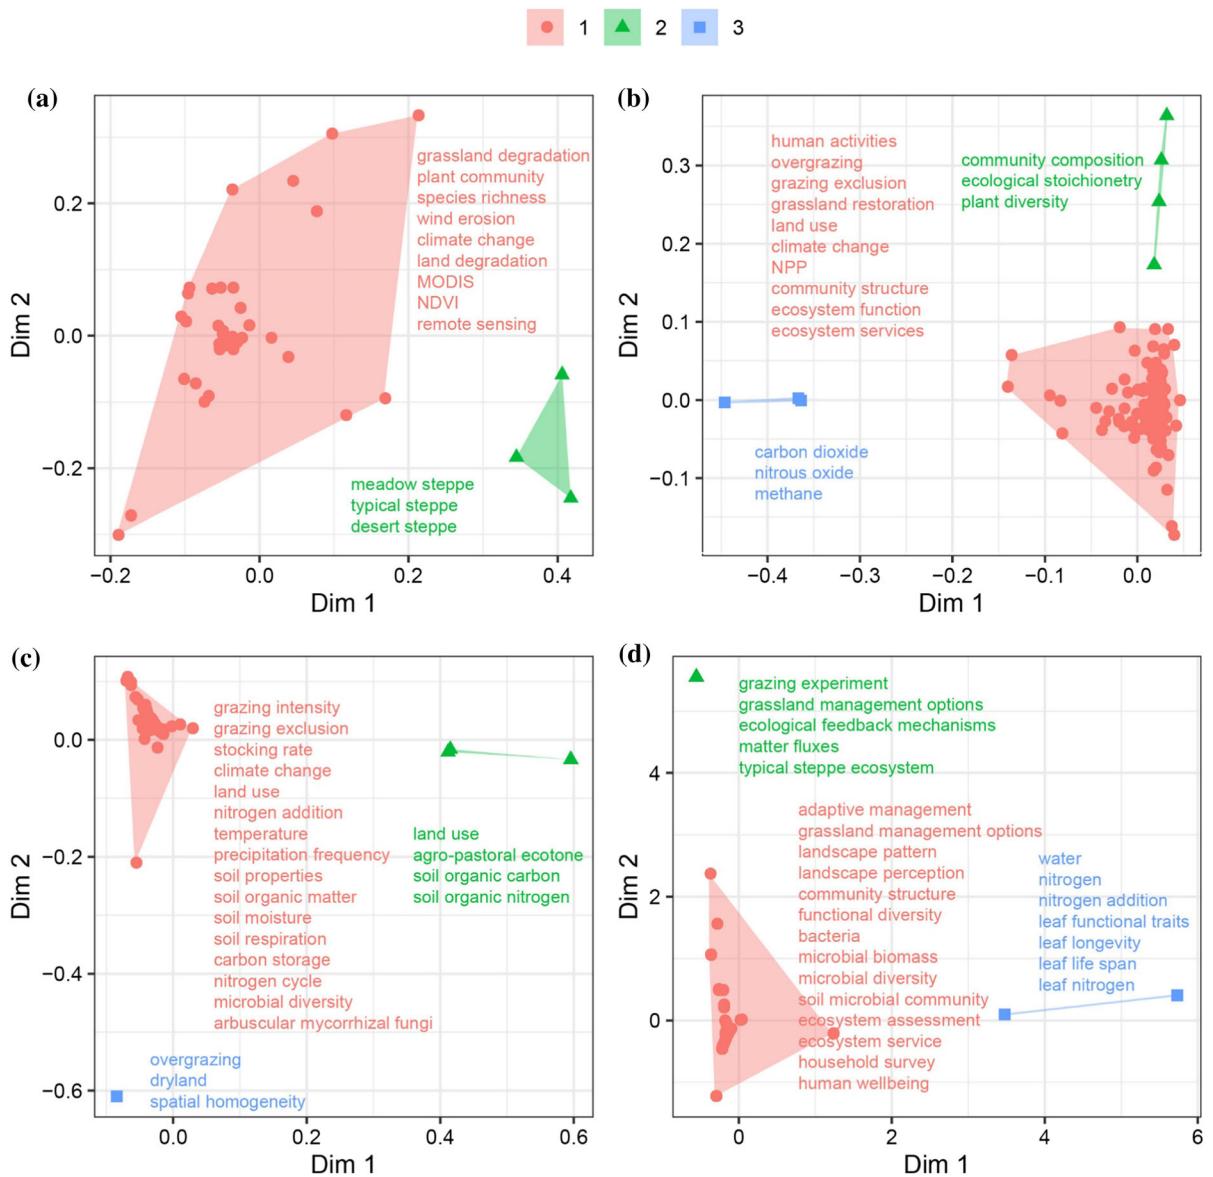 1 2 3
(a)
grassland degradation
plant community
species richness
wind erosion
climate change
land degradation
MODIS
NDVI
remote sensing
meadow steppe
typical steppe
desert steppe
0.2
0.0
−0.2
Dim 2
−0.2 0.0 0.2 0.4
Dim 1
(b)
human activities
overgrazing
grazing exclusion
grassland restoration
land use
climate change
NPP
community structure
ecosystem function
ecosystem services
community composition
ecological stoichionetry
plant diversity
carbon dioxide
nitrous oxide
methane
0.3
0.2
0.1
0.0
−0.1
Dim 2
−0.4 −0.3 −0.2 −0.1 0.0
Dim 1
(c)
grazing intensity
grazing exclusion
stocking rate
climate change
land use
nitrogen addition
temperature
precipitation frequency
soil properties
soil organic matter
soil moisture
soil respiration
carbon storage
nitrogen cycle
microbial diversity
arbuscular mycorrhizal fungi
land use
agro-pastoral ecotone
soil organic carbon
soil organic nitrogen
overgrazing
dryland
spatial homogeneity
0.0
−0.2
−0.4
−0.6
Dim 2
0.0 0.2 0.4 0.6
Dim 1
(d)
grazing experiment
grassland management options
ecological feedback mechanisms
matter fluxes
typical steppe ecosystem
adaptive management
grassland management options
landscape pattern
landscape perception
community structure
functional diversity
bacteria
microbial biomass
microbial diversity
soil microbial community
ecosystem assessment
ecosystem service
household survey
human wellbeing
water
nitrogen
nitrogen addition
leaf functional traits
leaf longevity
leaf life span
leaf nitrogen
4
2
0
Dim 2
0 2 4 6
Dim 1